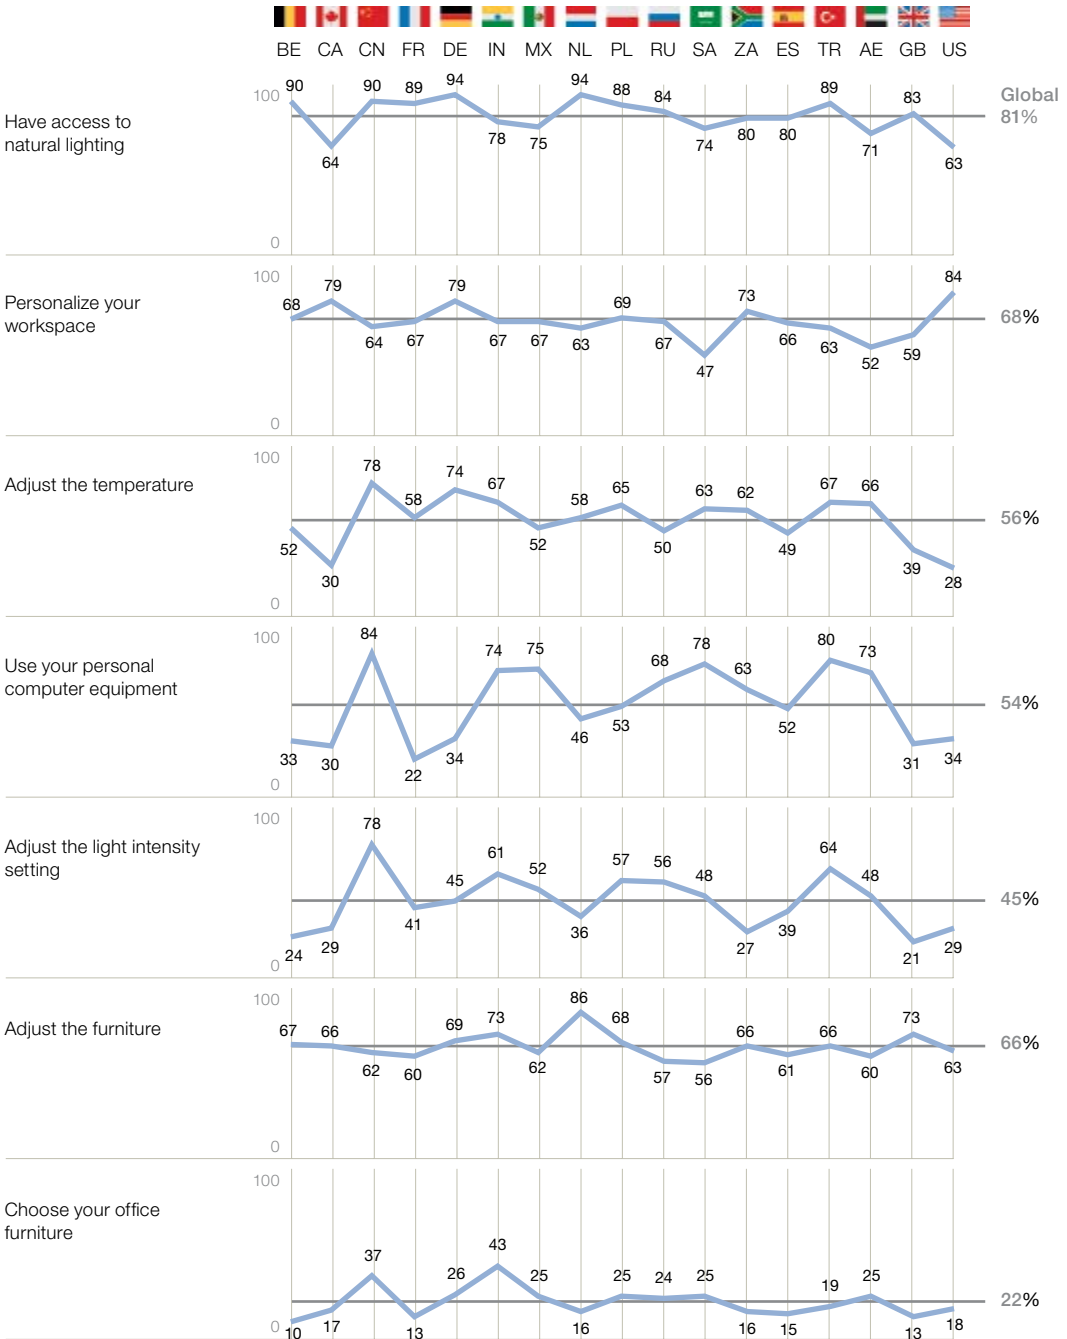 BE CA CN FR DE IN MX NL PL RU SA ZA ES TR AE GB US
Global
81%
Have access to
natural lighting
100
0
90 64 90 89 94 78 75 94 88 84 74 80 80 89 71 83 63
Personalize your
workspace
100
0
68 79 64 67 79 67 67 63 69 67 47 73 66 63 52 59 84
68%
Adjust the temperature
100
0
52 30 78 58 74 67 52 58 65 50 63 62 49 67 66 39 28
56%
Use your personal
computer equipment
100
0
33 30 84 22 34 74 75 46 53 68 78 63 52 80 73 31 34
54%
Adjust the light intensity
setting
100
0
24 29 78 41 45 61 52 36 57 56 48 27 39 64 48 21 29
45%
Adjust the furniture
100
0
67 66 62 60 69 73 62 86 68 57 56 66 61 66 60 73 63
66%
Choose your office
furniture
100
0
10 17 37 13 26 43 25 16 25 24 25 16 15 19 25 13 18
22%